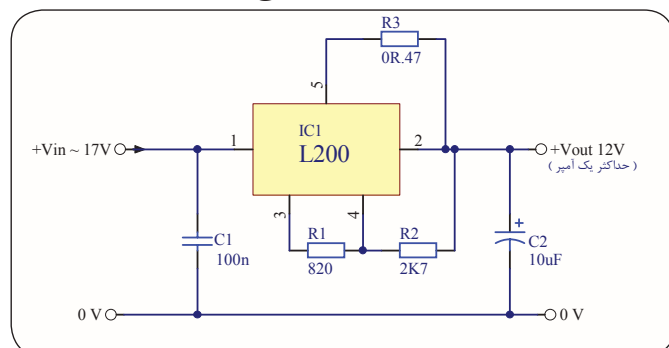 R3
0R.47
5
IC1
L200
+Vin ~ 17V
1
2
+Vout 12V
( حداکثر یک آمپر )
3
4
C1
100n
R1
820
R2
2K7
+
C2
10uF
0 V
0 V